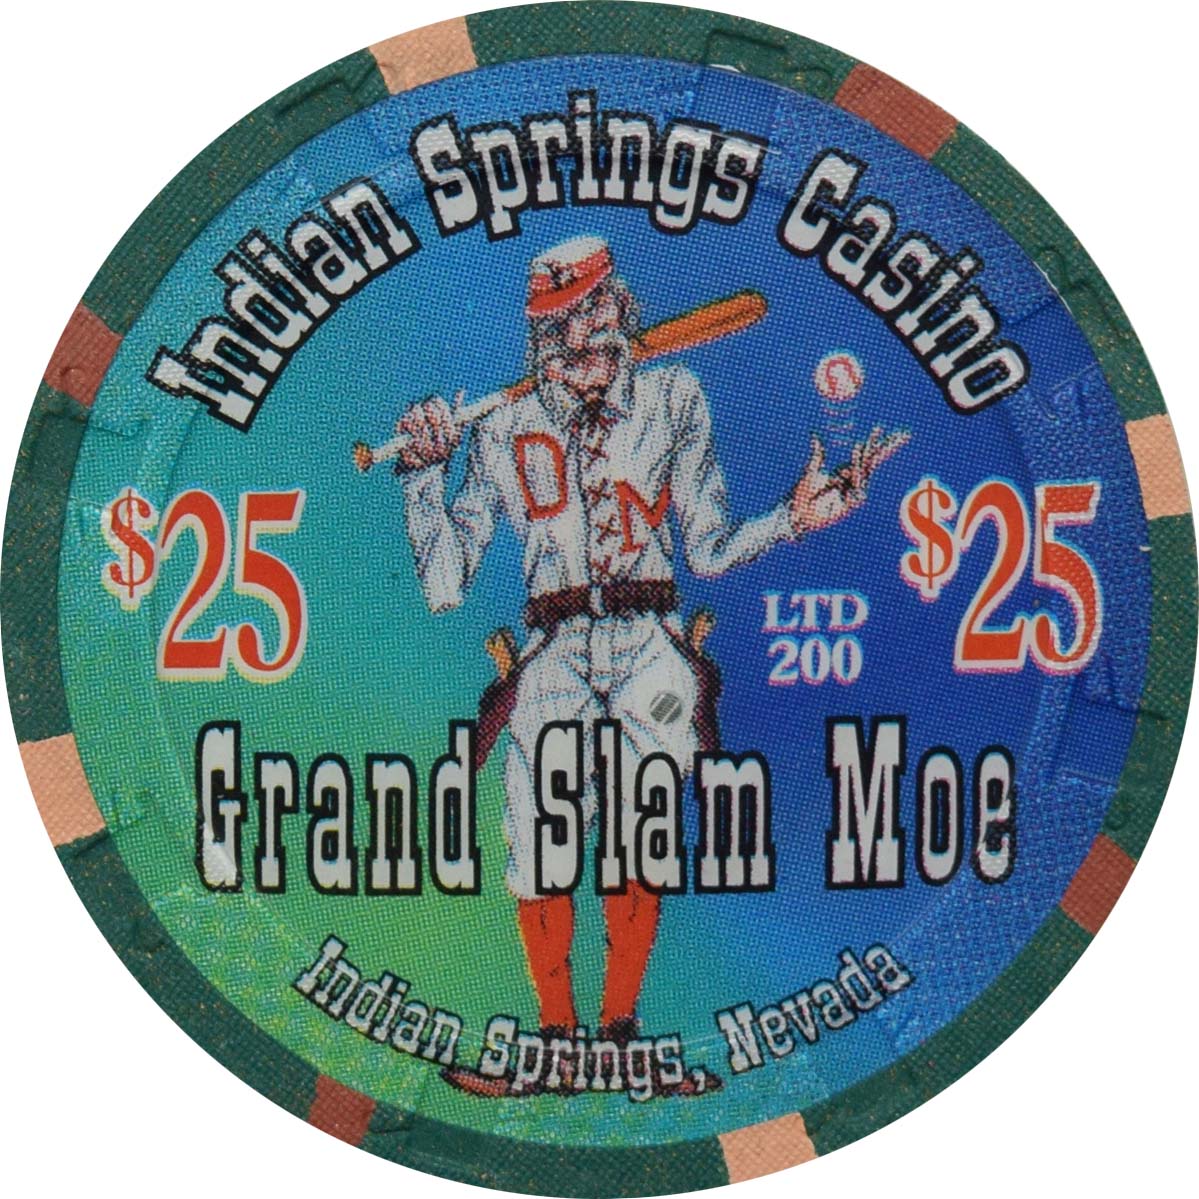 Indian Springs Casino
D M
$25
$25
LTD
200
Grand Slam Moe
Indian Springs, Nevada